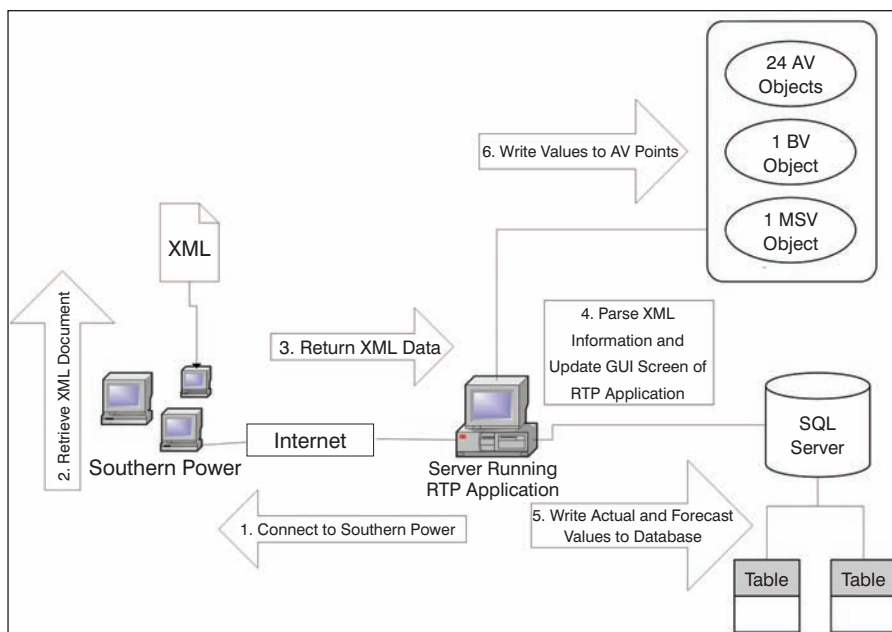 24 AV
Objects
1 BV
Object
1 MSV
Object
6. Write Values to AV Points
XML
2. Retrieve XML Document
3. Return XML Data
4. Parse XML
Information and
Update GUI Screen of
RTP Application
Southern Power
Internet
Server Running
RTP Application
SQL
Server
1. Connect to Southern Power
5. Write Actual and Forecast
Values to Database
Table
Table